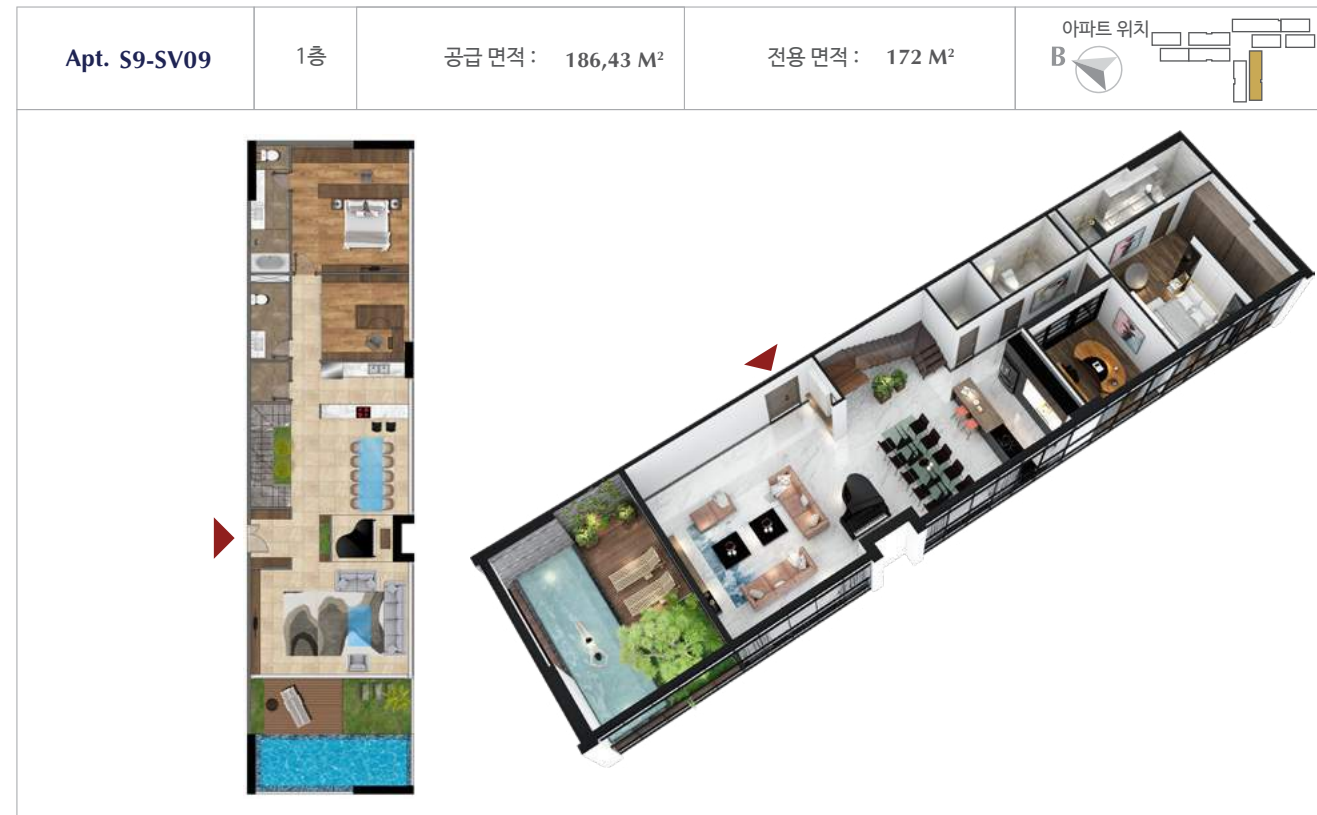 Apt. S9-SV09
1층
공급 면적 : 186,43 M²
전용 면적 : 172 M²
아파트 위치
B